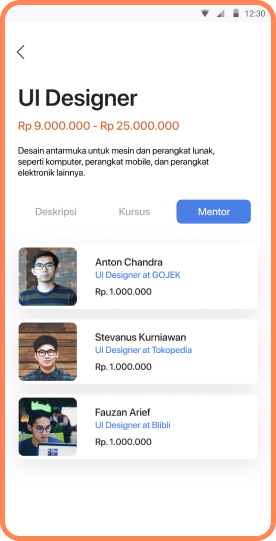 12:30
UI Designer
Rp 9.000.000 - Rp 25.000.000
Desain antarmuka untuk mesin dan perangkat lunak,
seperti komputer, perangkat mobile, dan perangkat
elektronik lainnya.
Deskripsi Kursus Mentor
Anton Chandra
UI Designer at GOJEK
Rp. 1.000.000
Stevanus Kurniawan
UI Designer at Tokopedia
Rp. 1.000.000
Fauzan Arief
UI Designer at Blibli
Rp. 1.000.000